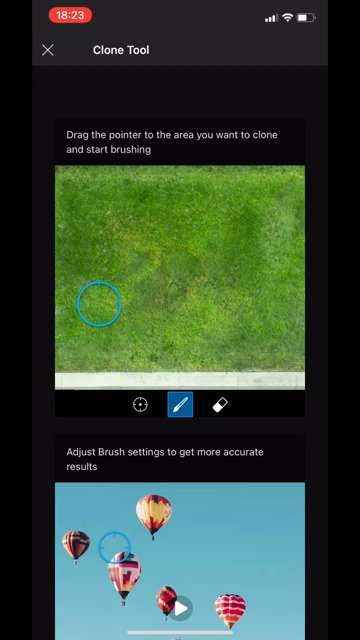 18:23
Clone Tool
Drag the pointer to the area you want to clone
and start brushing
Adjust Brush settings to get more accurate
results